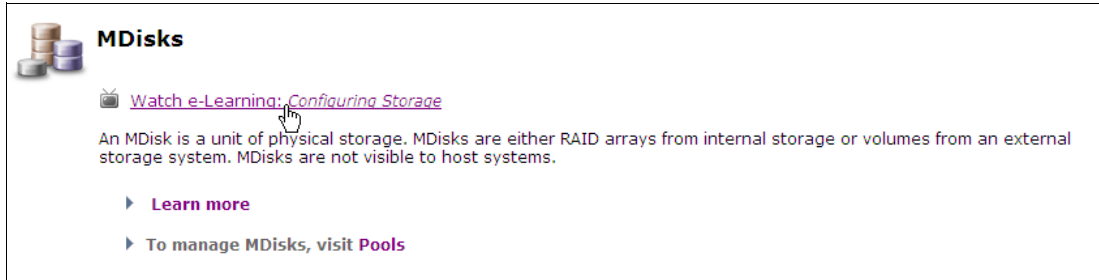 MDisks
Watch e-Learning: Configuring Storage
An MDisk is a unit of physical storage. MDisks are either RAID arrays from internal storage or volumes from an external
storage system. MDisks are not visible to host systems.
Learn more
To manage MDisks, visit Pools